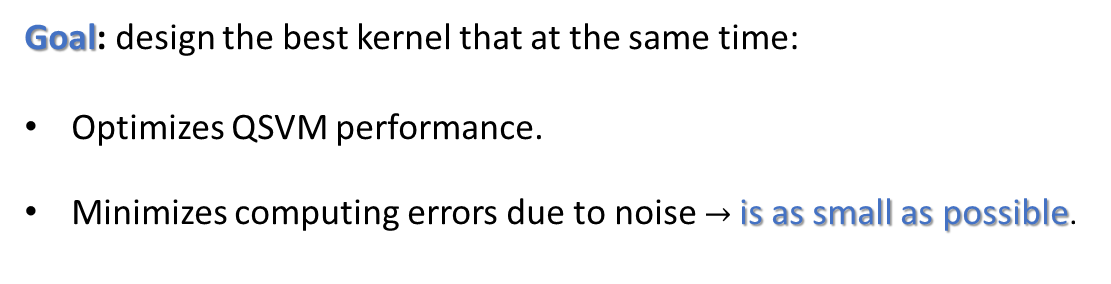 Goal: design the best kernel that at the same time:
• Optimizes QSVM performance.
• Minimizes computing errors due to noise → is as small as possible.